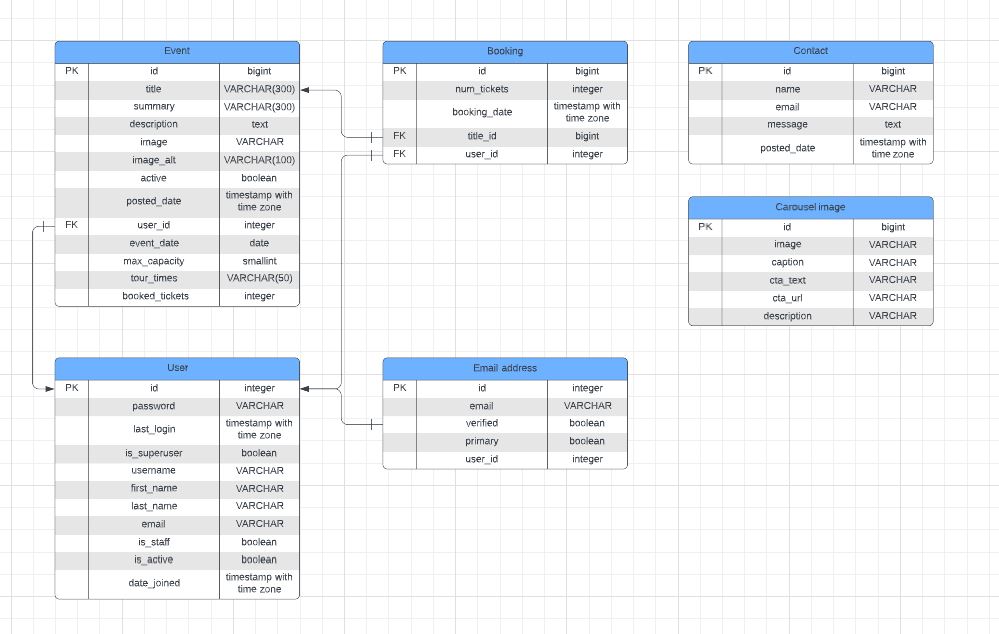 Event
PK id bigint
title VARCHAR(300)
summary VARCHAR(300)
description text
image VARCHAR
image_alt VARCHAR(100)
active boolean
posted_date timestamp with
time zone
FK user_id integer
event_date date
max_capacity smallint
tour_times VARCHAR(50)
booked_tickets integer
Booking
PK id bigint
num_tickets integer
booking_date timestamp with
time zone
FK title_id bigint
FK user_id integer
Contact
PK id bigint
name VARCHAR
email VARCHAR
message text
posted_date timestamp with
time zone
Carousel image
PK id bigint
image VARCHAR
caption VARCHAR
cta_text VARCHAR
cta_url VARCHAR
description VARCHAR
User
PK id integer
password VARCHAR
last_login timestamp with
time zone
is_superuser boolean
username VARCHAR
first_name VARCHAR
last_name VARCHAR
email VARCHAR
is_staff boolean
is_active boolean
date_joined timestamp with
time zone
Email address
PK id integer
email VARCHAR
verified boolean
primary boolean
user_id integer